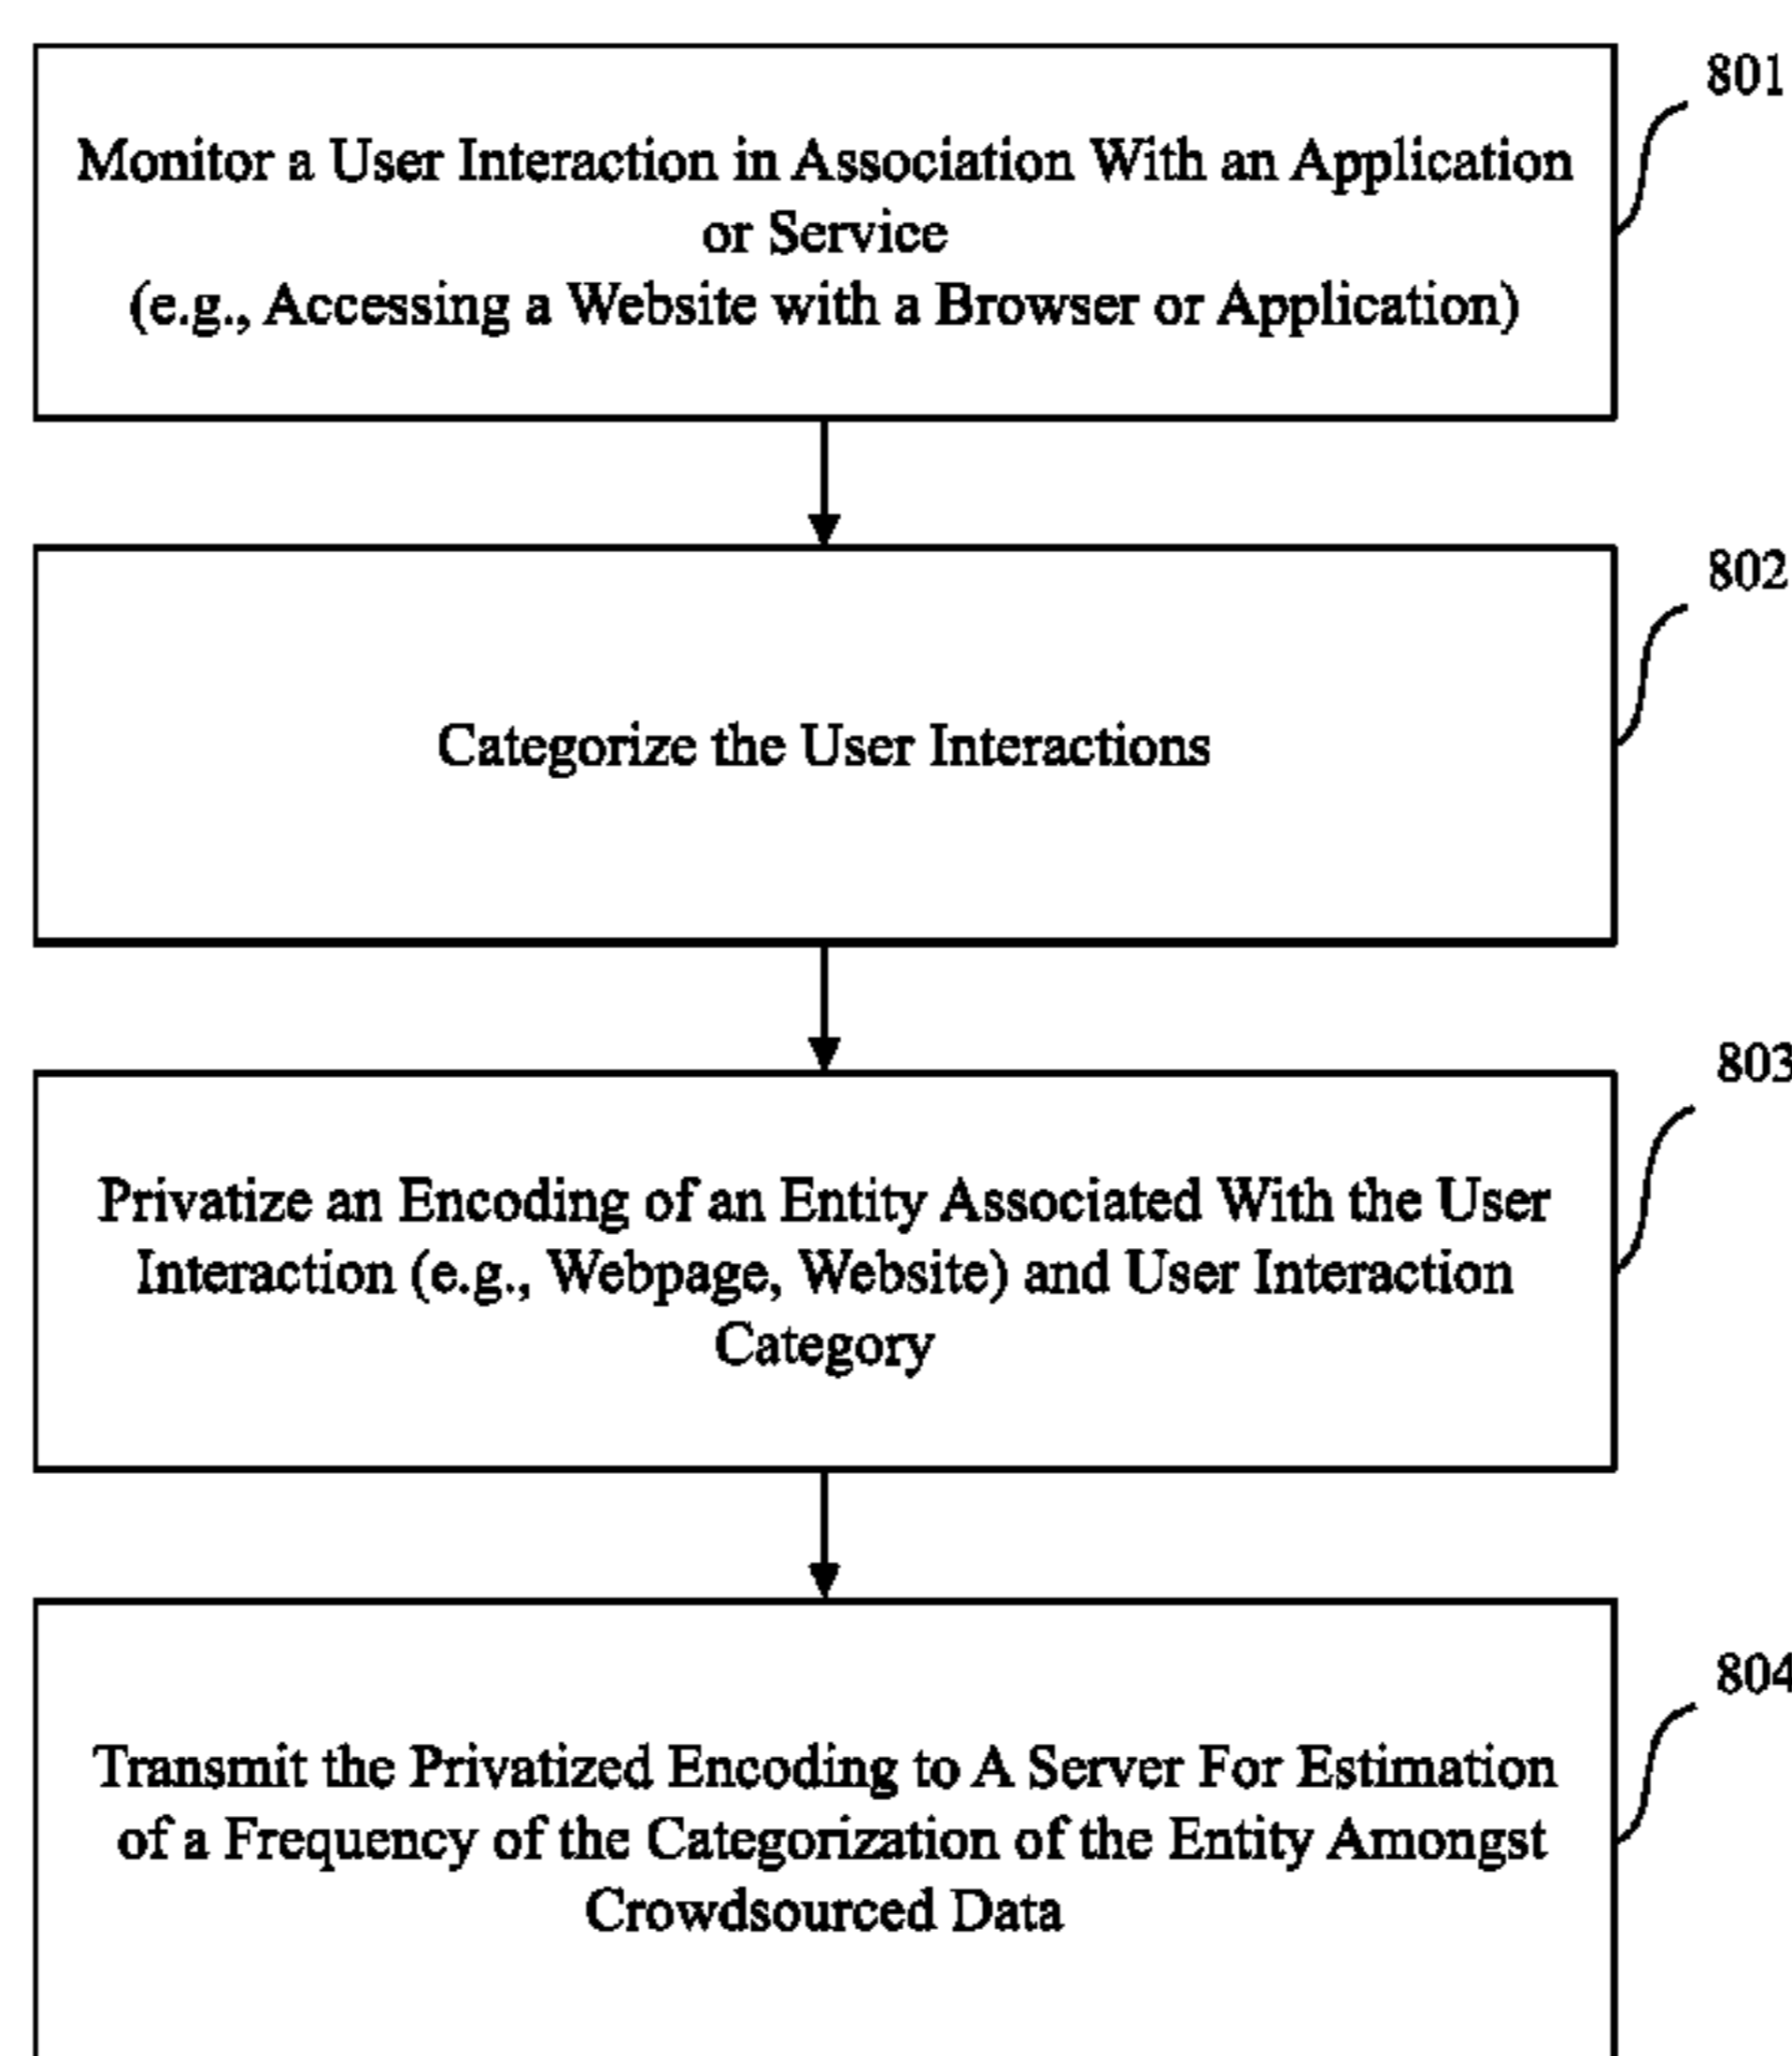 801
Monitor a User Interaction in Association With an Application
or Service
(e.g., Accessing a Website with a Browser or Application)
802
Categorize the User Interactions
803
Privatize an Encoding of an Entity Associated With the User
Interaction (e.g., Webpage, Website) and User Interaction
Category
804
Transmit the Privatized Encoding to A Server For Estimation
of a Frequency of the Categorization of the Entity Amongst
Crowdsourced Data